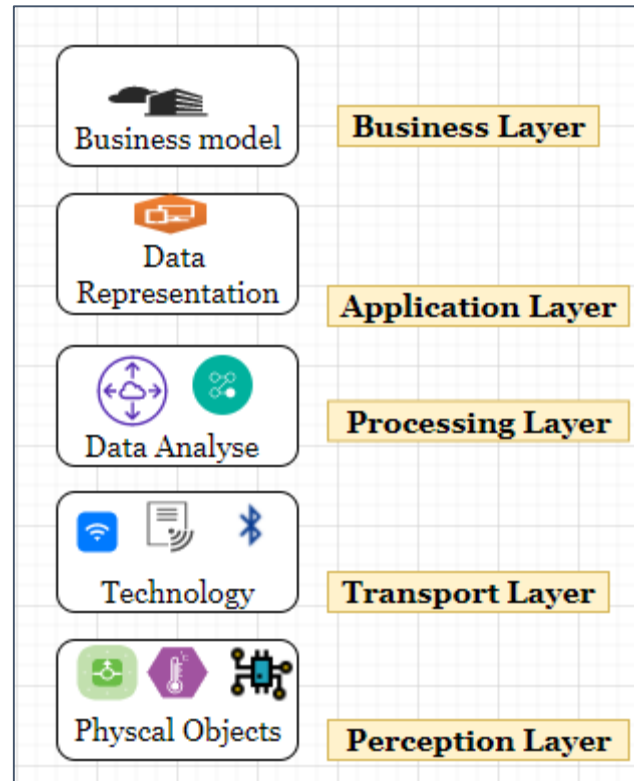 Business model
Business Layer
Data
Representation
Application Layer
Data Analyse
Processing Layer
Technology
Transport Layer
Physcal Objects
Perception Layer